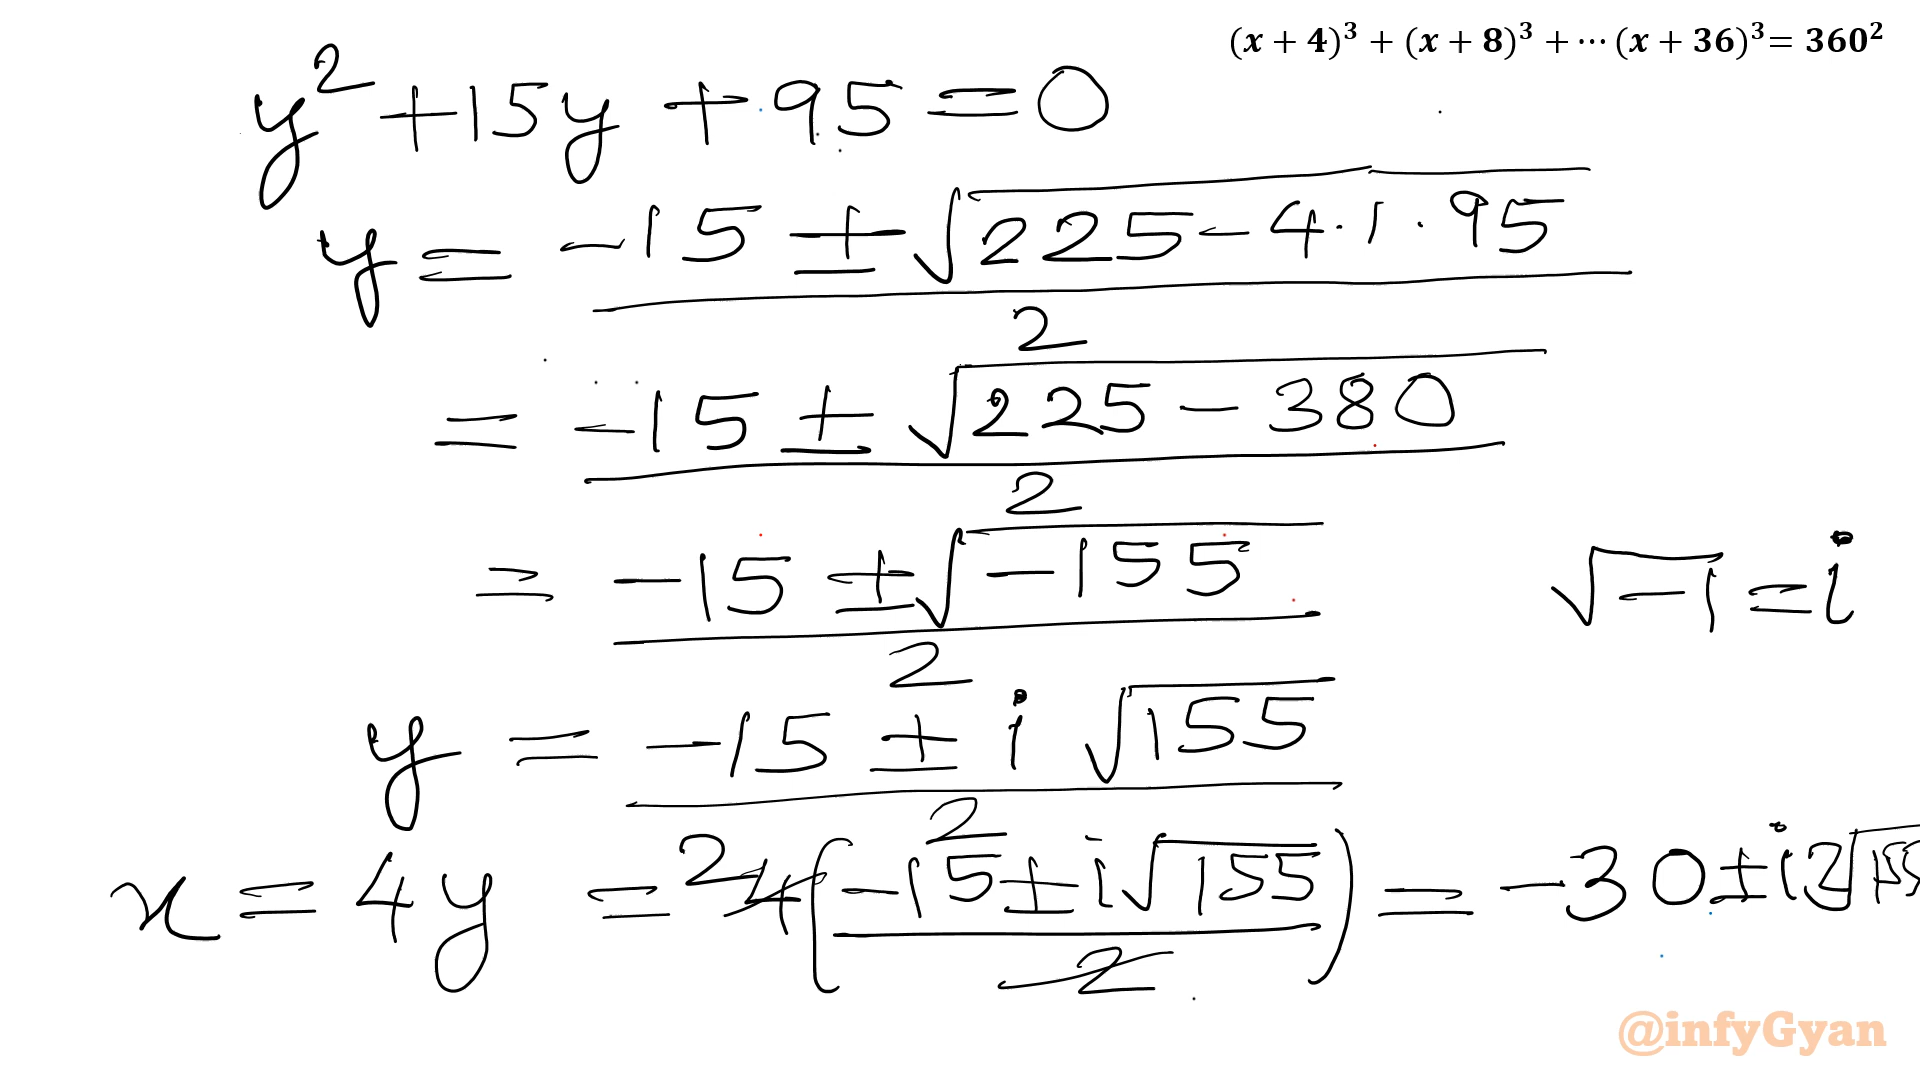 (x + 4)³ + (x + 8)³ + ⋯ (x + 36)³= 360²
y² + 15y + 95 = 0
y = -15 ± √225 - 4·1·95
2
= -15 ± √225 - 380
2
= -15 ± √-155
2
√-1 = i
y = -15 ± i √155
2
x = 4y = ²4(-15 ± i√155 / 2) = -30 ± i2√155
@infyGyan